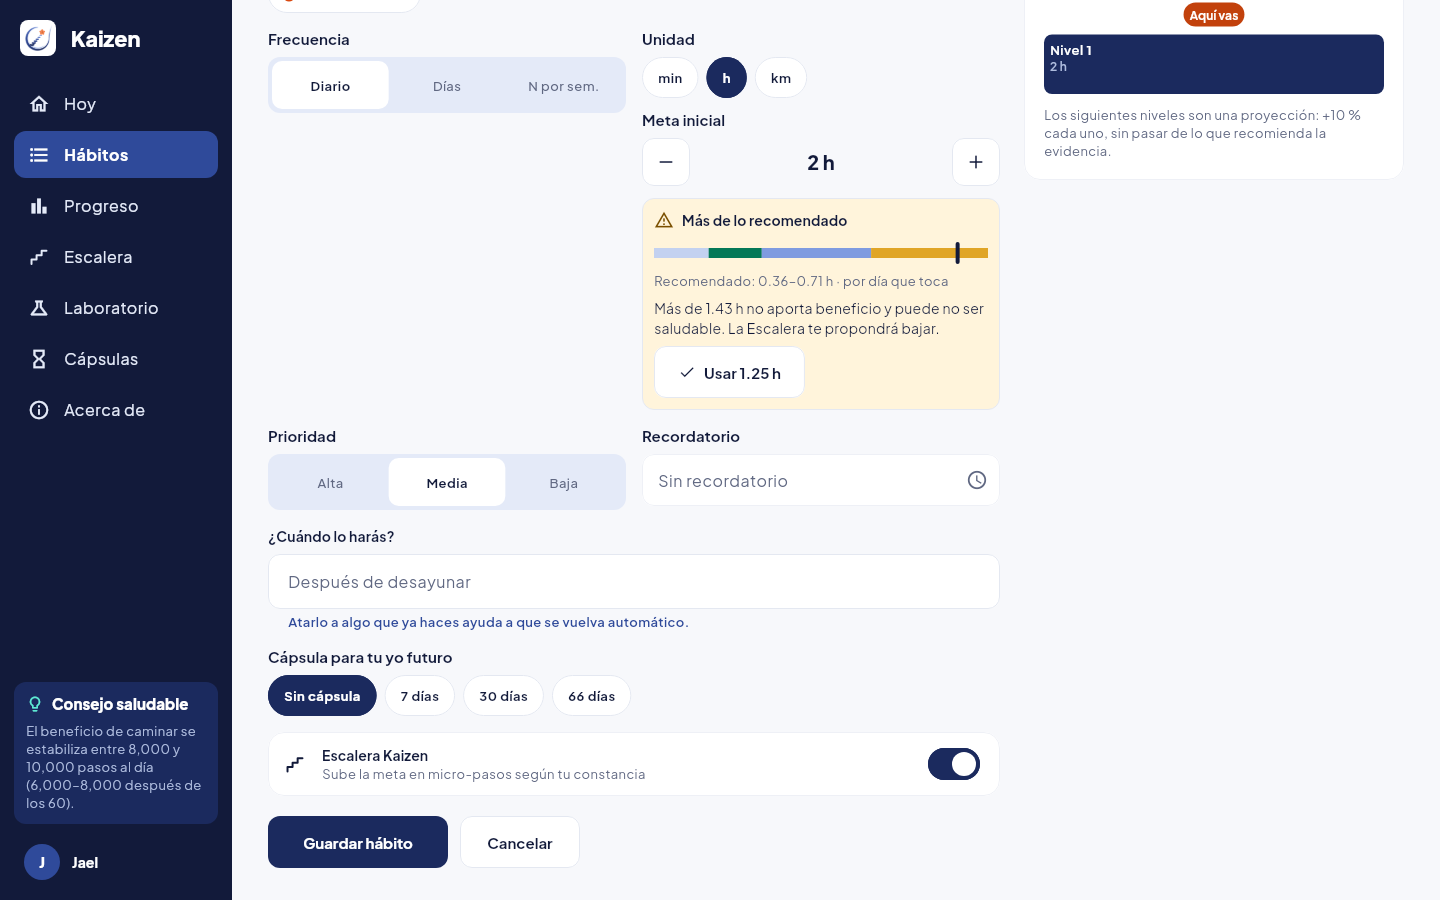 Kaizen
Hoy
Hábitos
Progreso
Escalera
Laboratorio
Cápsulas
Acerca de
Consejo saludable
El beneficio de caminar se
estabiliza entre 8,000 y
10,000 pasos al día
(6,000–8,000 después de
los 60).
J
Jael
Frecuencia
Diario
Días
N por sem.
Unidad
min
h
km
Meta inicial
2 h
Más de lo recomendado
Recomendado: 0.36–0.71 h · por día que toca
Más de 1.43 h no aporta beneficio y puede no ser
saludable. La Escalera te propondrá bajar.
Usar 1.25 h
Prioridad
Alta
Media
Baja
Recordatorio
Sin recordatorio
¿Cuándo lo harás?
Después de desayunar
Atarlo a algo que ya haces ayuda a que se vuelva automático.
Cápsula para tu yo futuro
Sin cápsula
7 días
30 días
66 días
Escalera Kaizen
Sube la meta en micro-pasos según tu constancia
Guardar hábito
Cancelar
Aquí vas
Nivel 1
2 h
Los siguientes niveles son una proyección: +10 %
cada uno, sin pasar de lo que recomienda la
evidencia.